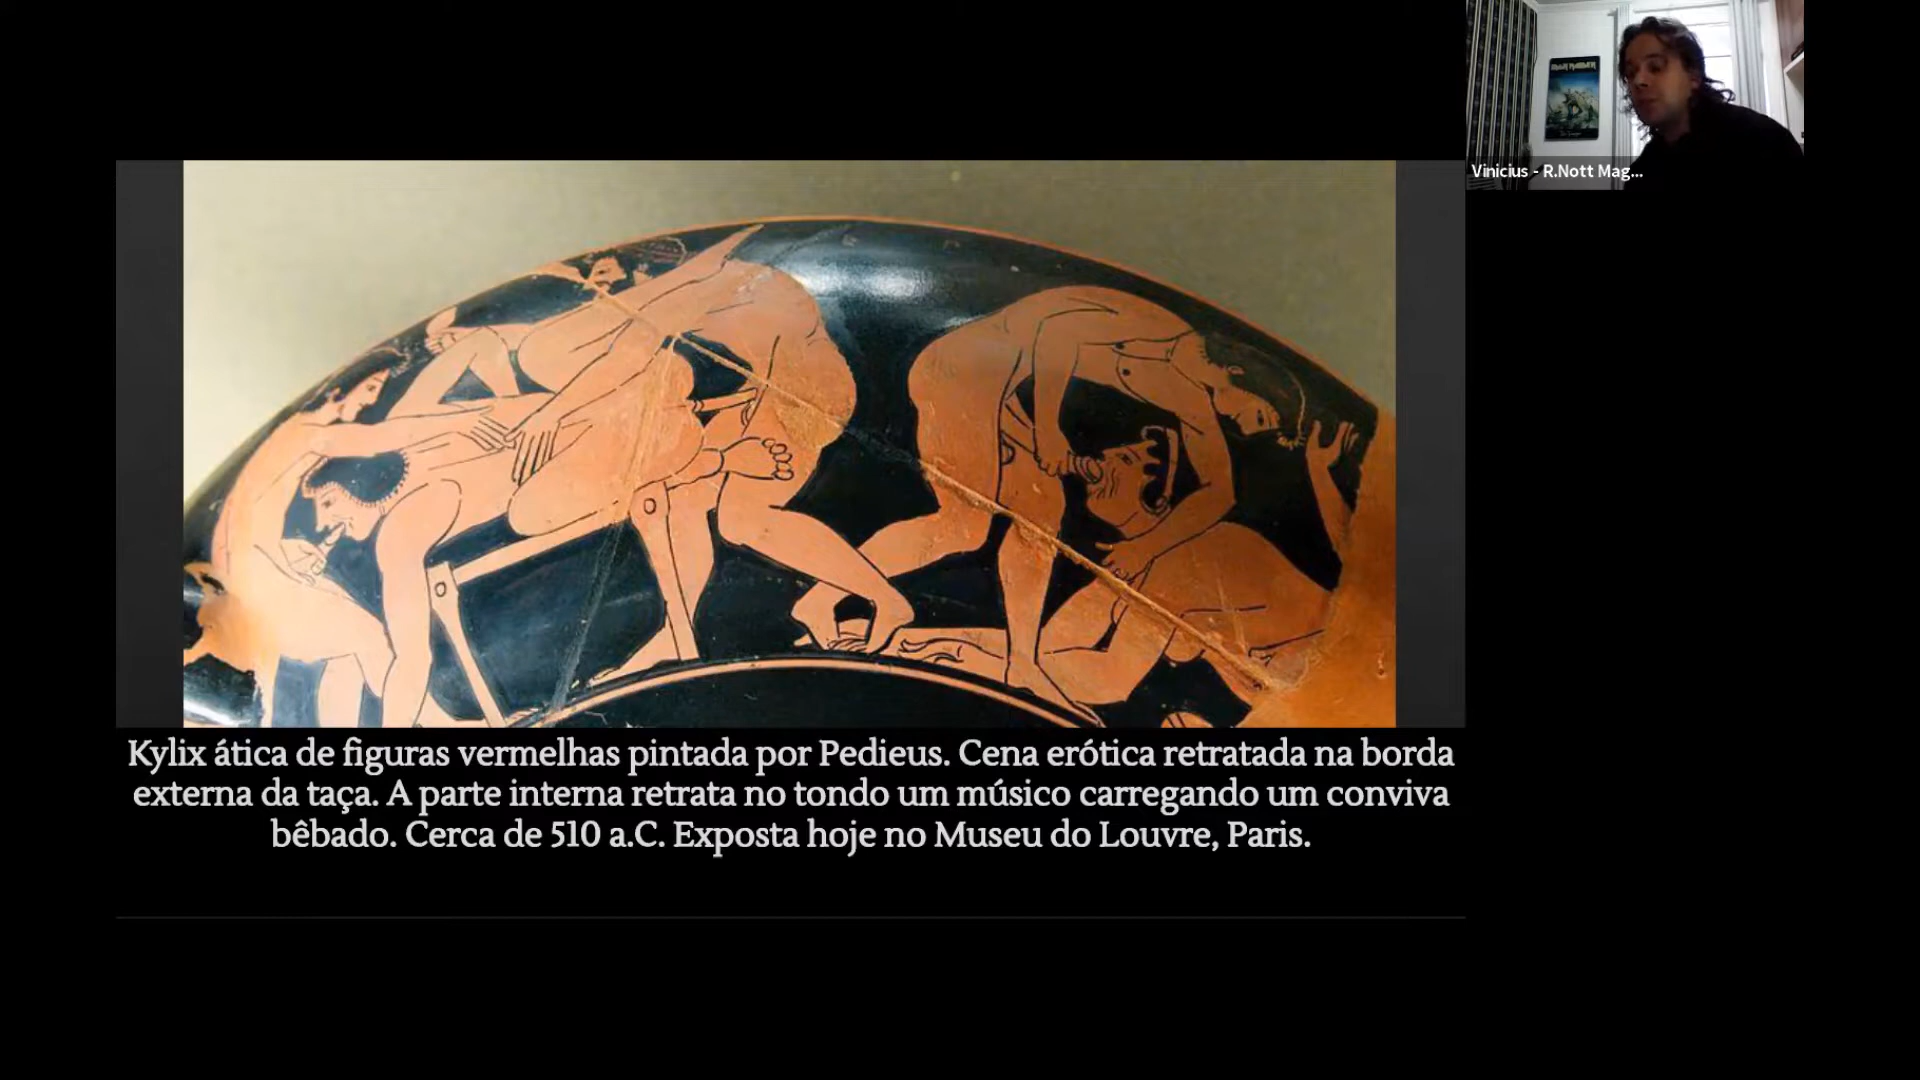 Vinicius - R.Nott Mag...
IRON MAIDEN
Kylix ática de figuras vermelhas pintada por Pedieus. Cena erótica retratada na borda
externa da taça. A parte interna retrata no tondo um músico carregando um conviva
bêbado. Cerca de 510 a.C. Exposta hoje no Museu do Louvre, Paris.